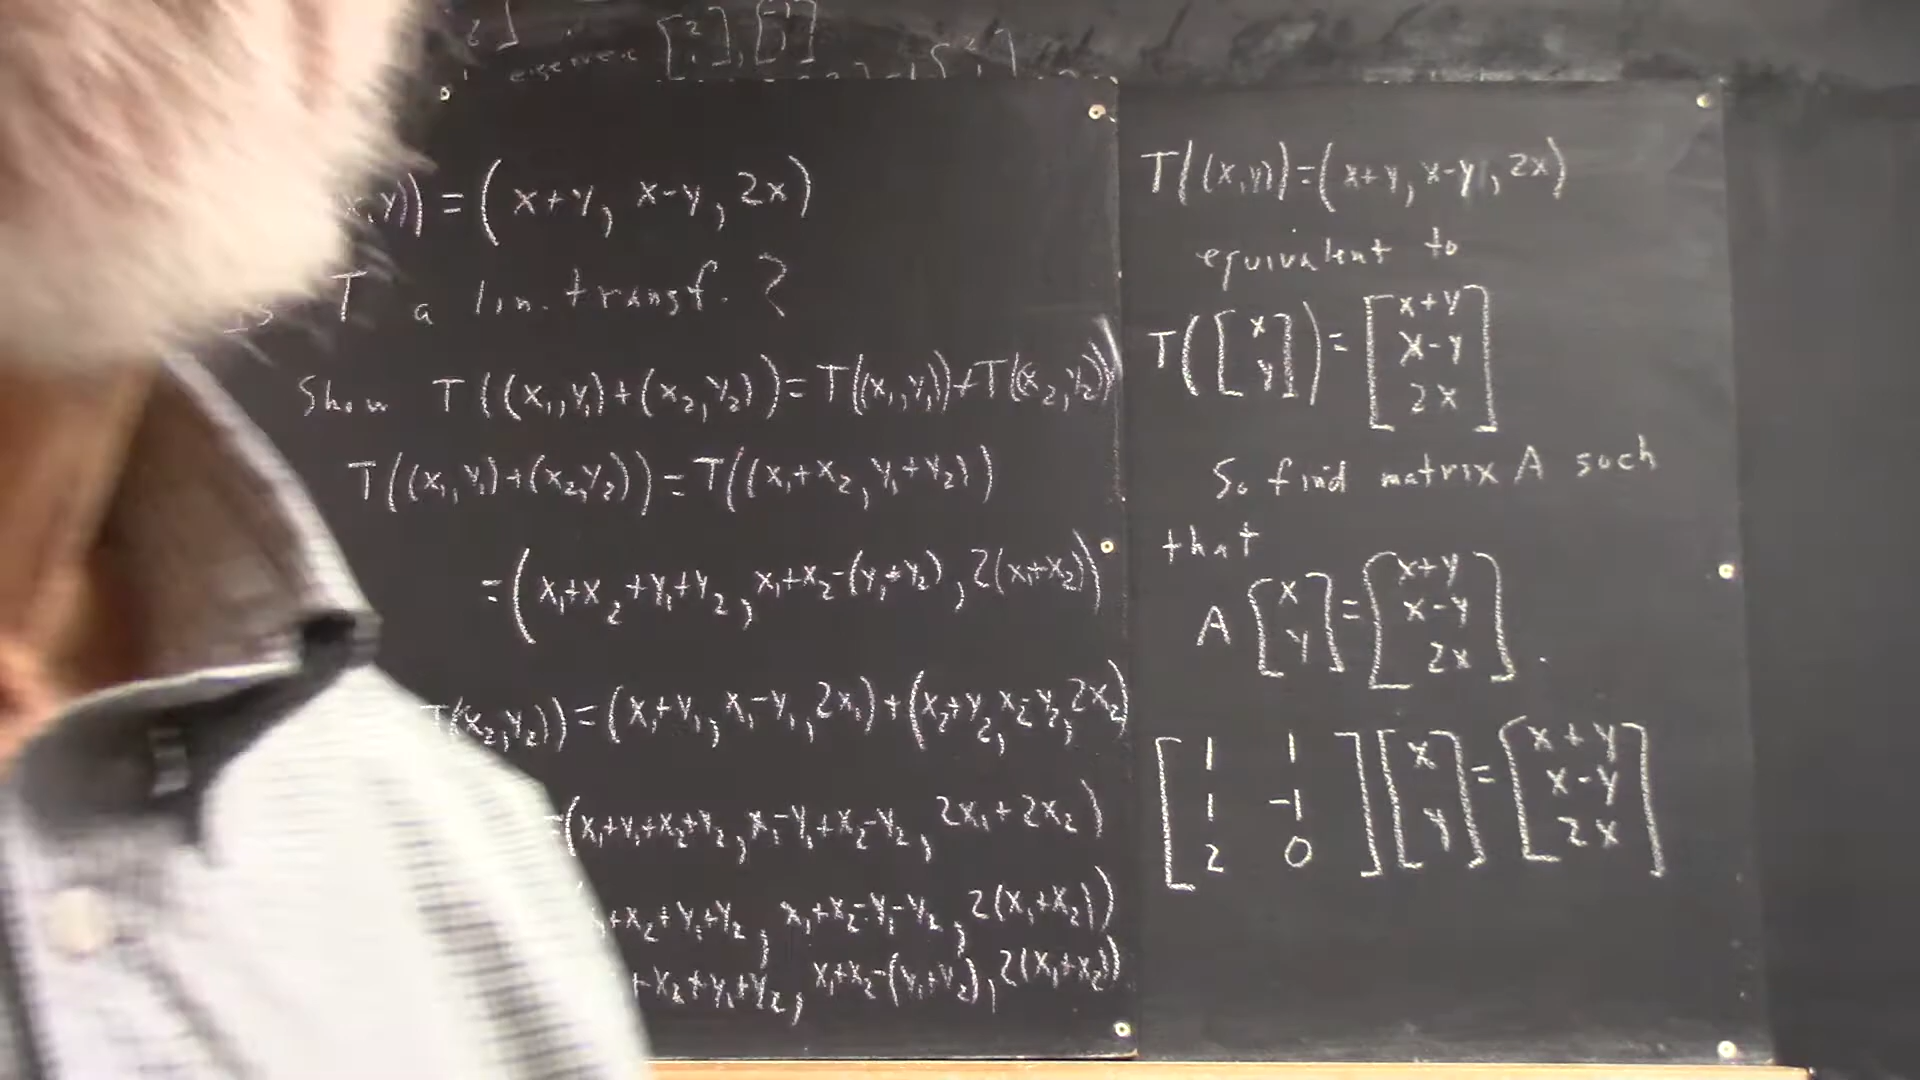 eigenvec [2
x,y)) = (x+y, x-y, 2x)
Is T a lin. transf. ?
Show T((x₁,y₁)+(x₂,y₂))=T((x₁,y₁))+T((x₂,y₂))
T((x₁,y₁)+(x₂,y₂))=T((x₁+x₂,y₁+y₂))
=(x₁+x₂+y₁+y₂,x₁+x₂-(y₁+y₂),2(x₁+x₂))
T((x₂,y₂))=(x₁+y₁,x₁-y₁,2x₁)+(x₂+y₂,x₂-y₂,2x₂)
=(x₁+y₁+x₂+y₂,x₁-y₁+x₂-y₂,2x₁+2x₂)
+x₂+y₁+y₂, x₁+x₂-y₁-y₂,2(x₁+x₂))
+x₂+y₁+y₂, x₁+x₂-(y₁+y₂),2(x₁+x₂))
T((x,y))=(x+y, x-y, 2x)
equivalent to
T([x y])=[x+y
x-y
2x]
So find matrix A such
that
A [x y]=[x+y
x-y
2x].
[1 1
1 -1
2 0] [x y]=[x+y
x-y
2x]